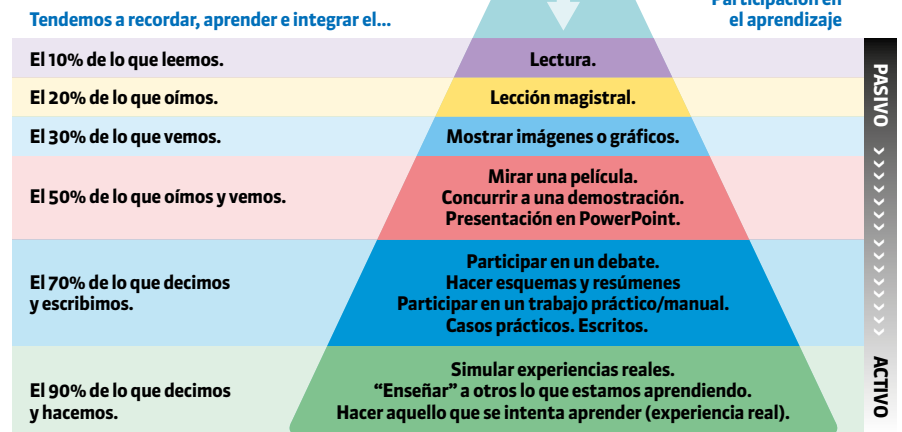 Participación en
el aprendizaje
Tendemos a recordar, aprender e integrar el...
El 10% de lo que leemos.
Lectura.
El 20% de lo que oímos.
Lección magistral.
El 30% de lo que vemos.
Mostrar imágenes o gráficos.
El 50% de lo que oímos y vemos.
Mirar una película.
Concurrir a una demostración.
Presentación en PowerPoint.
El 70% de lo que decimos
y escribimos.
Participar en un debate.
Hacer esquemas y resúmenes
Participar en un trabajo práctico/manual.
Casos prácticos. Escritos.
El 90% de lo que decimos
y hacemos.
Simular experiencias reales.
“Enseñar” a otros lo que estamos aprendiendo.
Hacer aquello que se intenta aprender (experiencia real).
PASIVO
ACTIVO